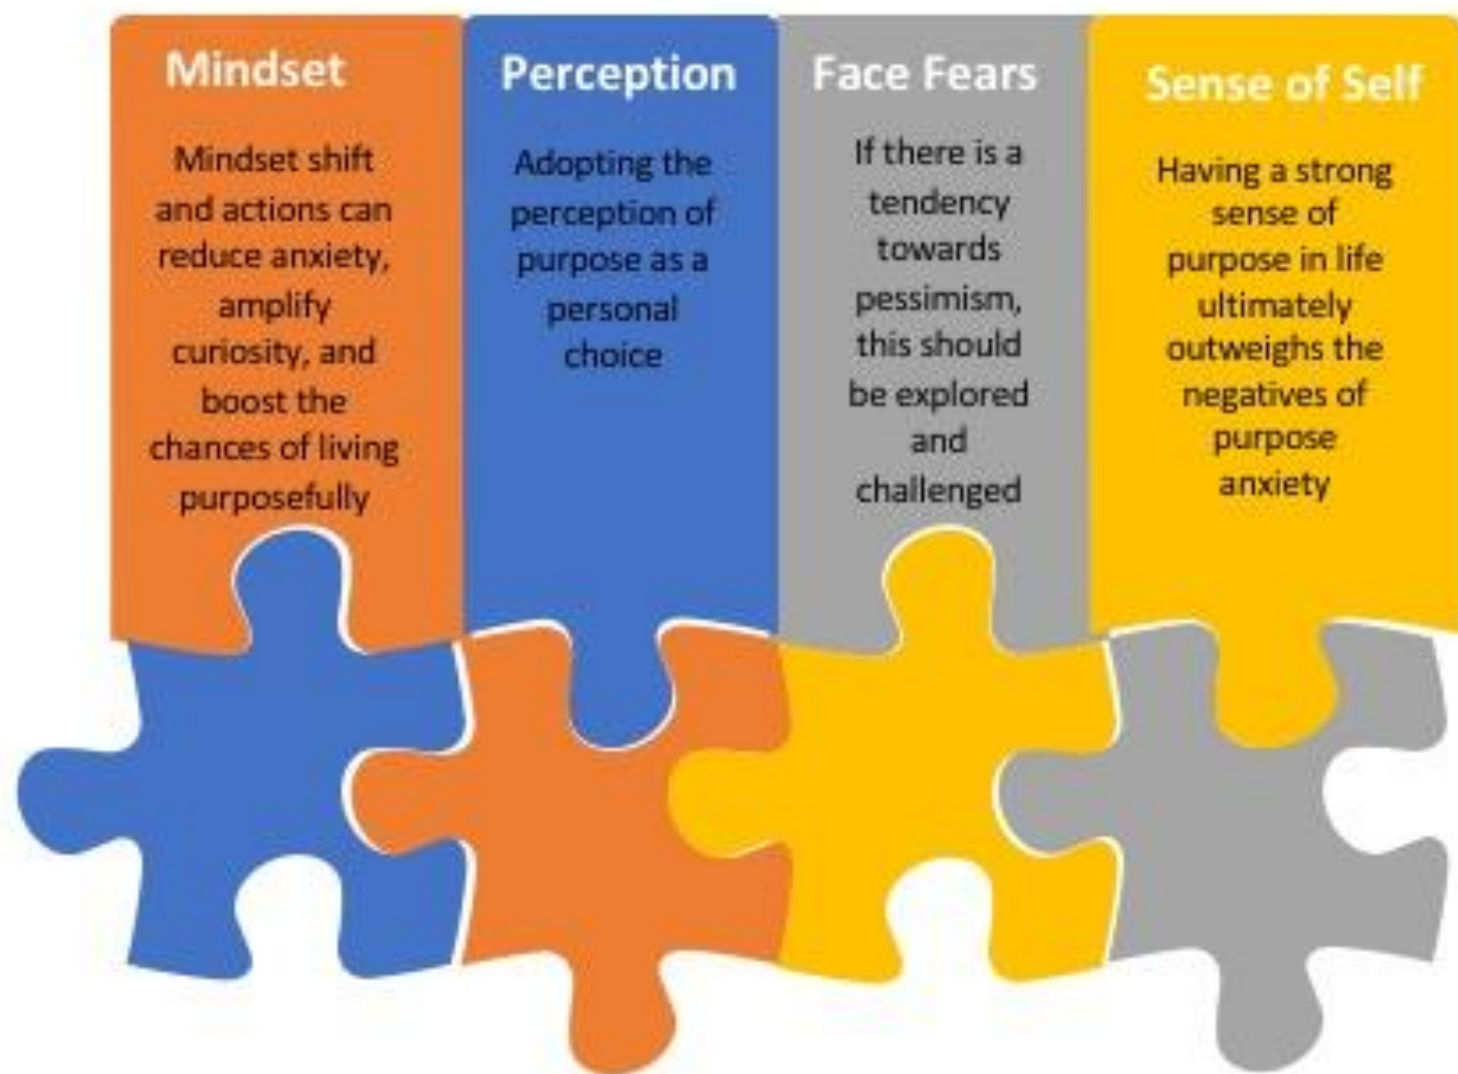 Mindset
Mindset shift
and actions can
reduce anxiety,
amplify
curiosity, and
boost the
chances of living
purposefully
Perception
Adopting the
perception of
purpose as a
personal
choice
Face Fears
If there is a
tendency
towards
pessimism,
this should
be explored
and
challenged
Sense of Self
Having a strong
sense of
purpose in life
ultimately
outweighs the
negatives of
purpose
anxiety